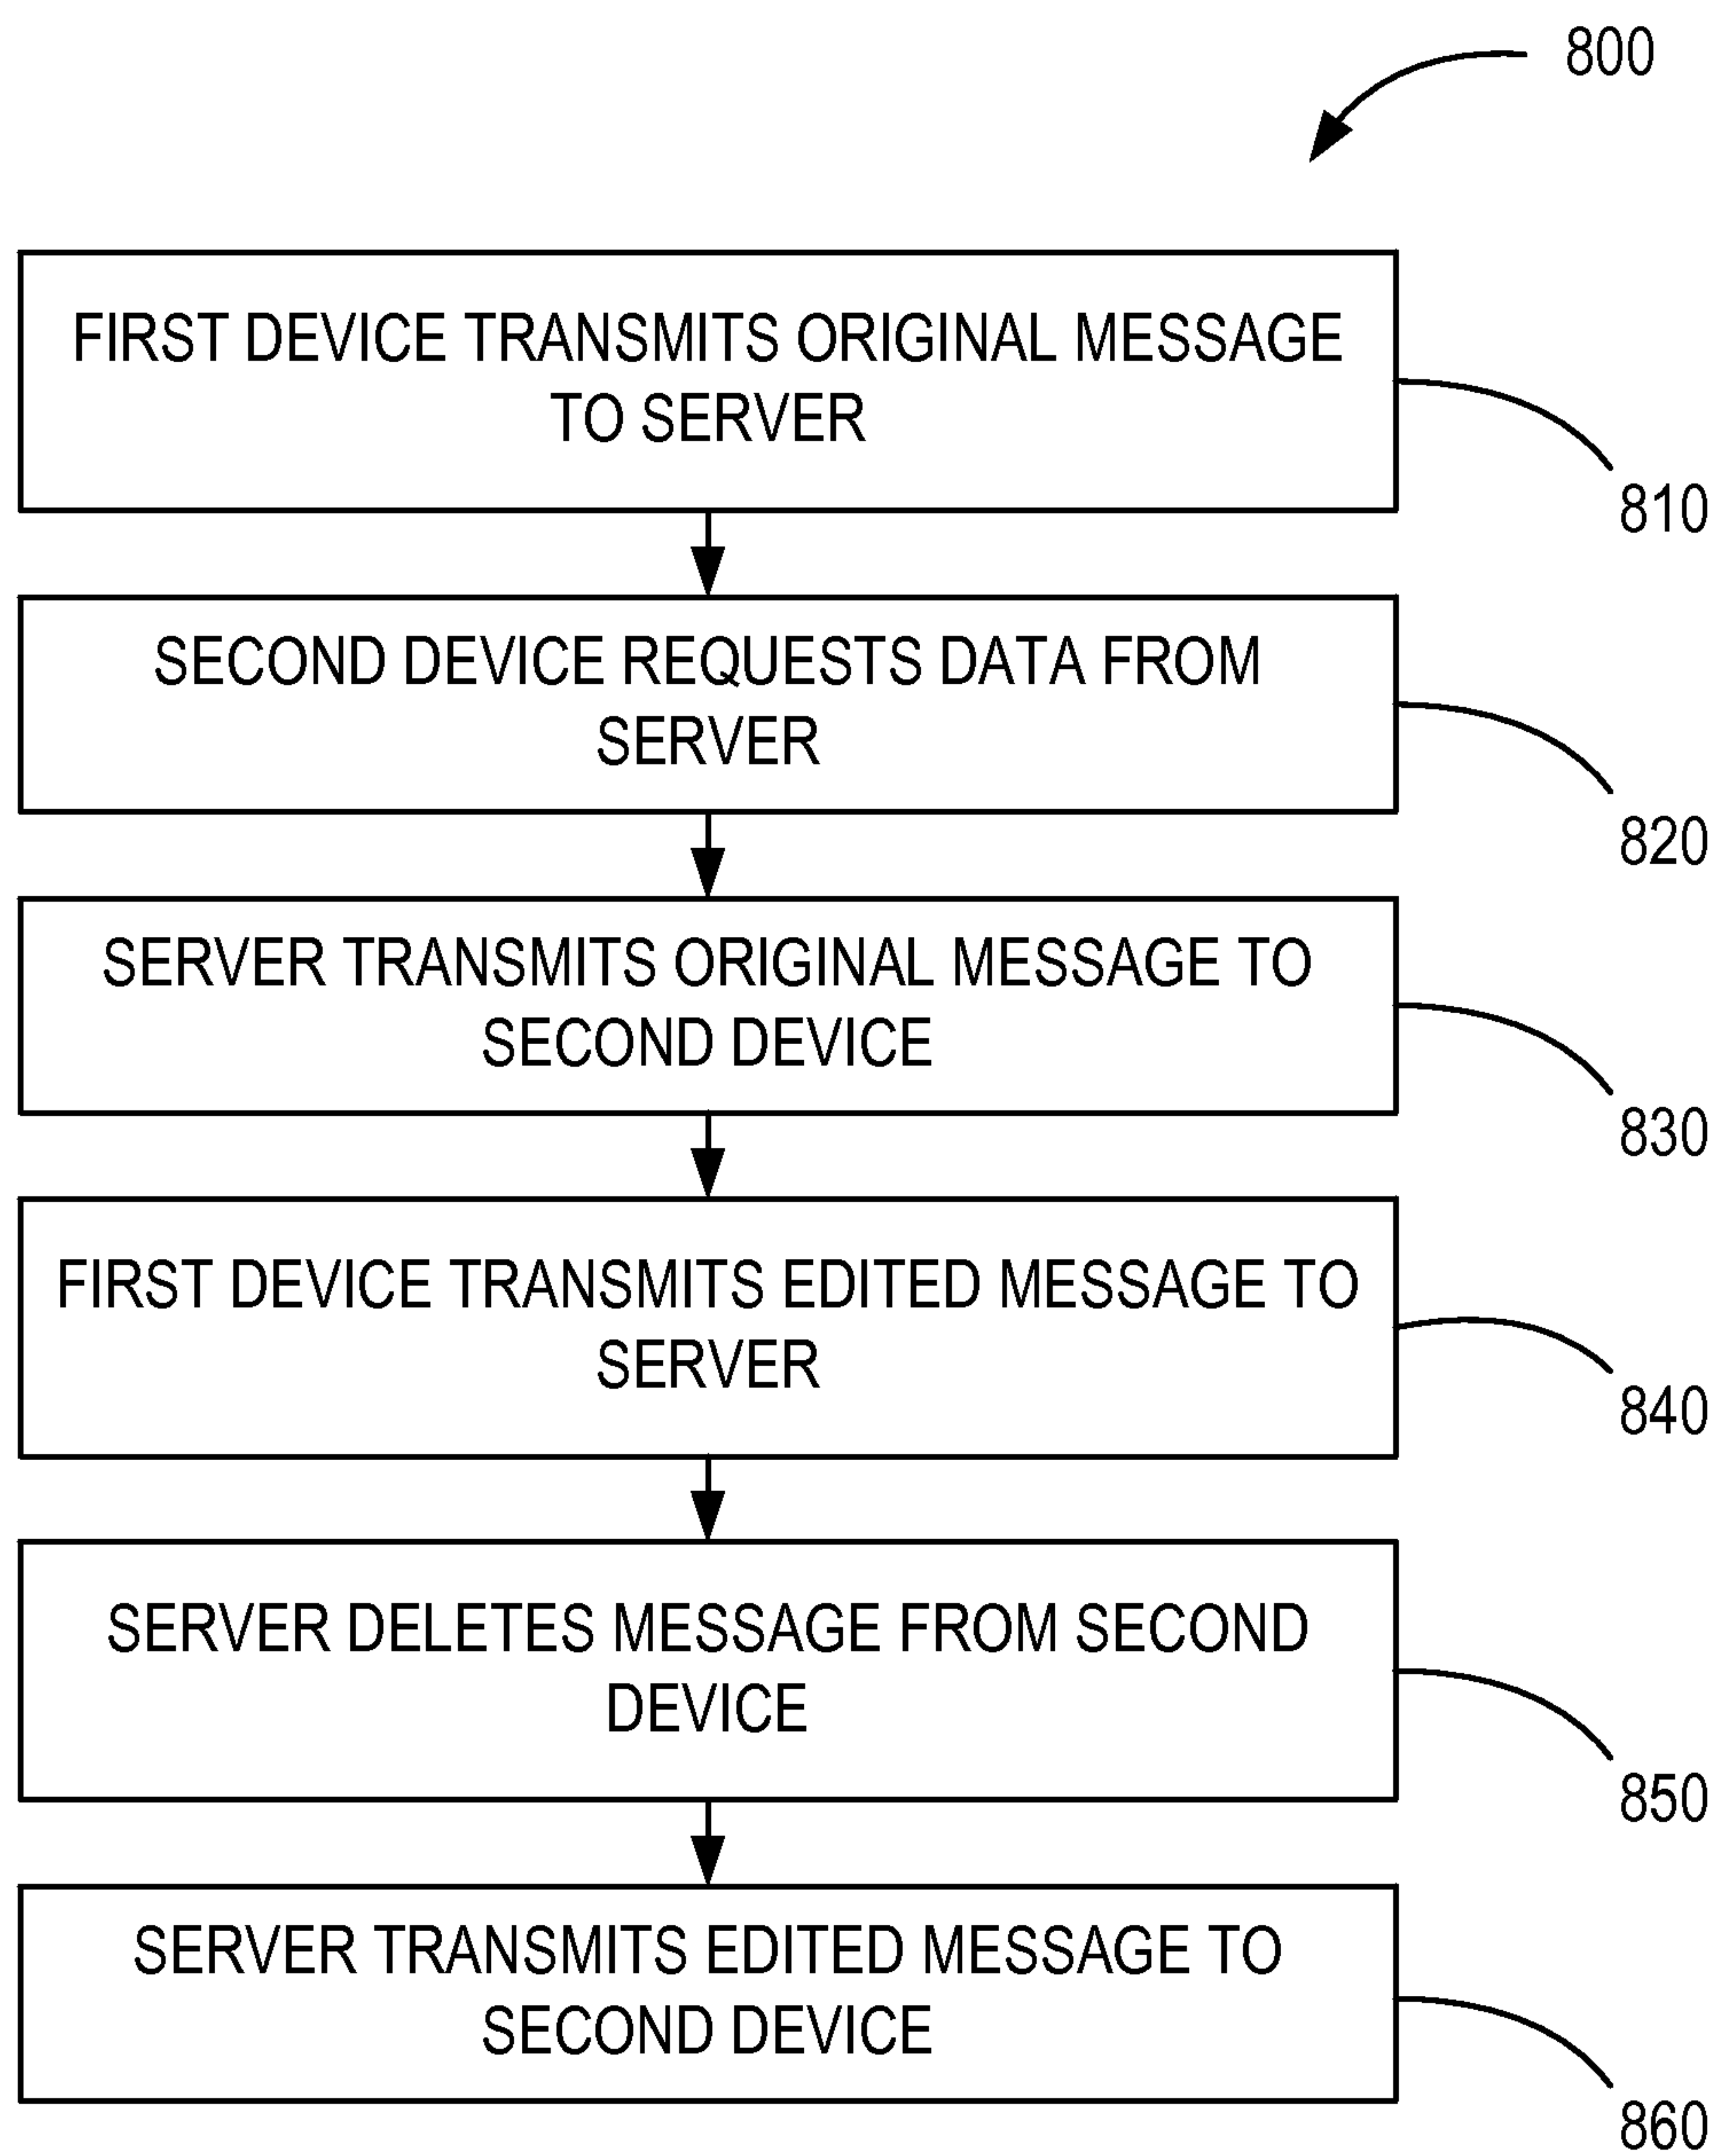 800
FIRST DEVICE TRANSMITS ORIGINAL MESSAGE
TO SERVER
810
SECOND DEVICE REQUESTS DATA FROM
SERVER
820
SERVER TRANSMITS ORIGINAL MESSAGE TO
SECOND DEVICE
830
FIRST DEVICE TRANSMITS EDITED MESSAGE TO
SERVER
840
SERVER DELETES MESSAGE FROM SECOND
DEVICE
850
SERVER TRANSMITS EDITED MESSAGE TO
SECOND DEVICE
860